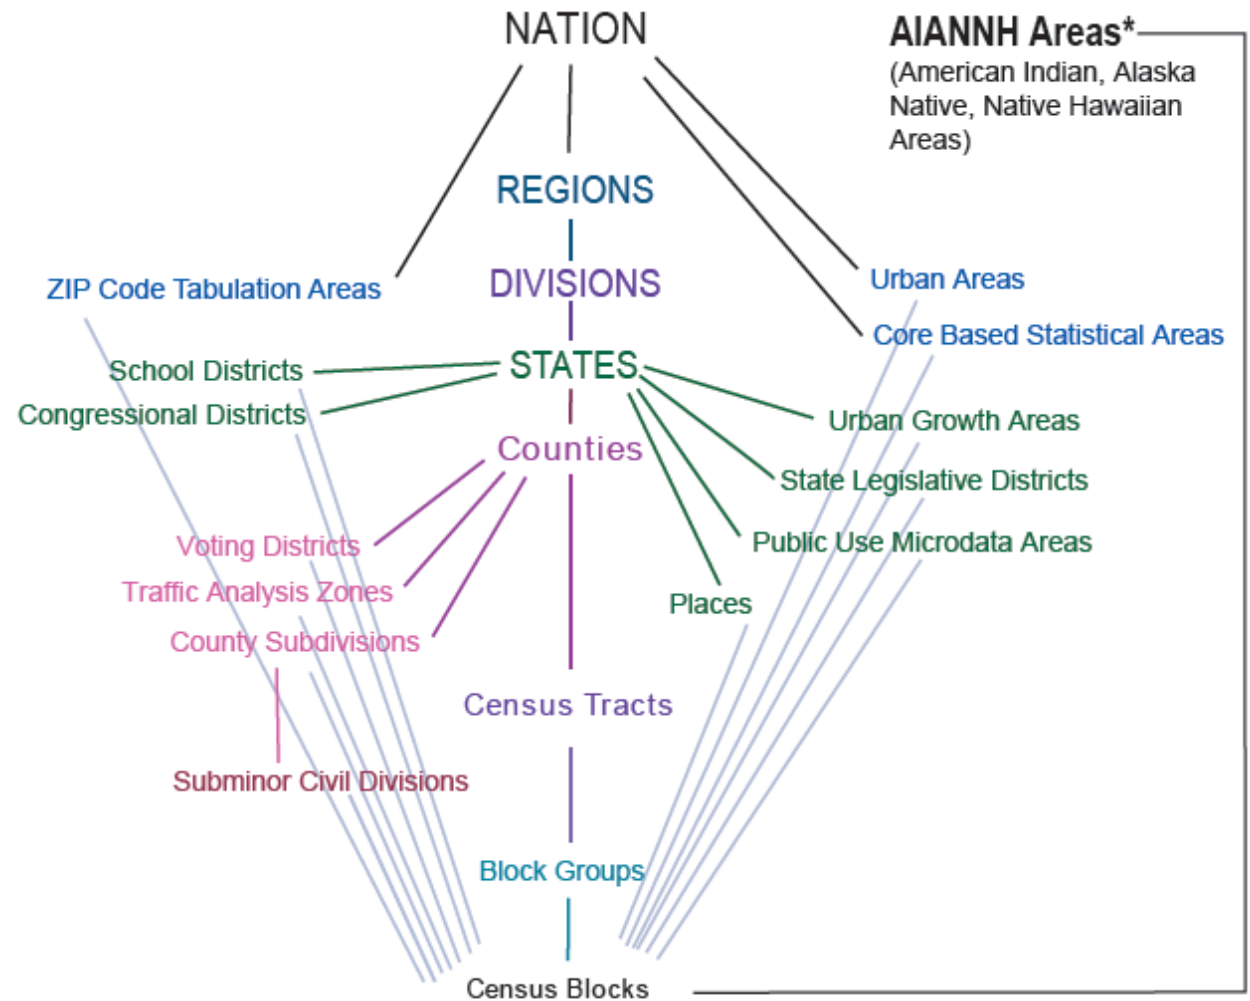 NATION
AIANNH Areas*
(American Indian, Alaska
Native, Native Hawaiian
Areas)
REGIONS
DIVISIONS
ZIP Code Tabulation Areas
Urban Areas
Core Based Statistical Areas
STATES
School Districts
Congressional Districts
Urban Growth Areas
Counties
State Legislative Districts
Voting Districts
Public Use Microdata Areas
Traffic Analysis Zones
Places
County Subdivisions
Census Tracts
Subminor Civil Divisions
Block Groups
Census Blocks